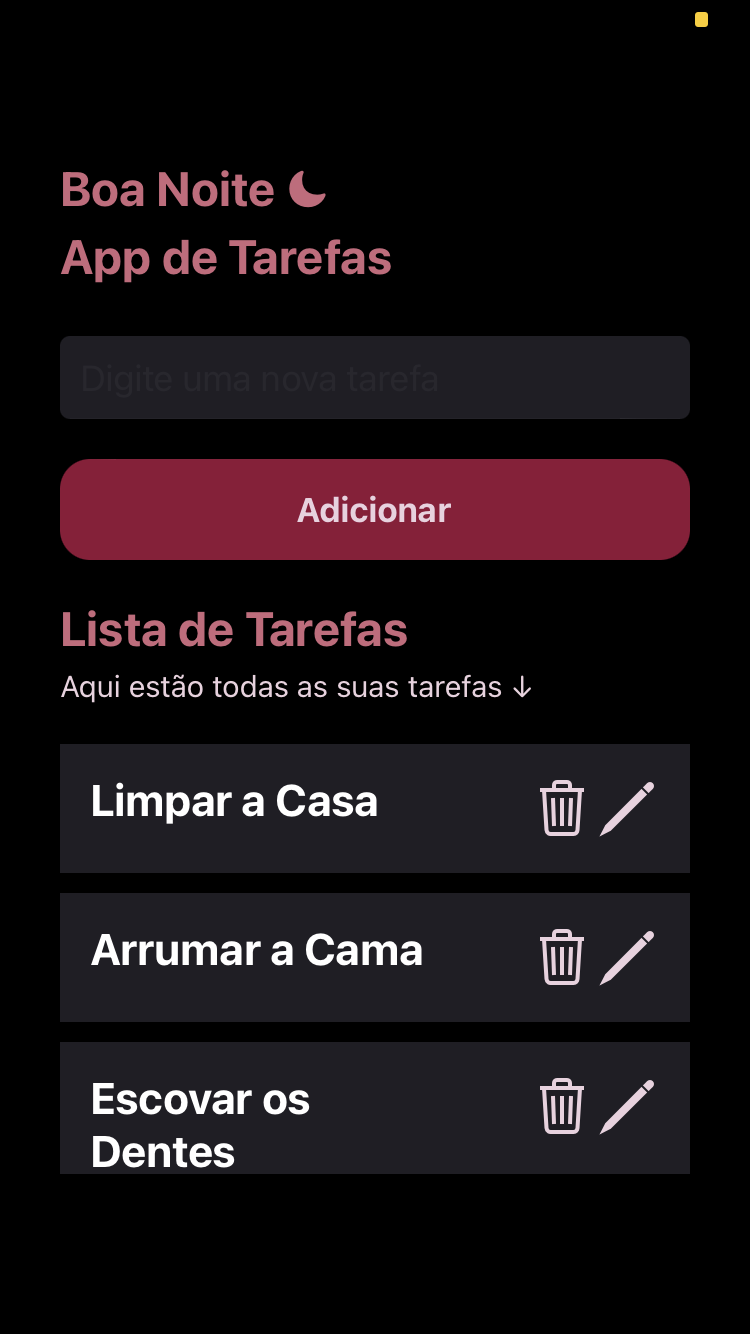 Boa Noite
App de Tarefas
Digite uma nova tarefa
Adicionar
Lista de Tarefas
Aqui estão todas as suas tarefas ↓
Limpar a Casa
Arrumar a Cama
Escovar os
Dentes